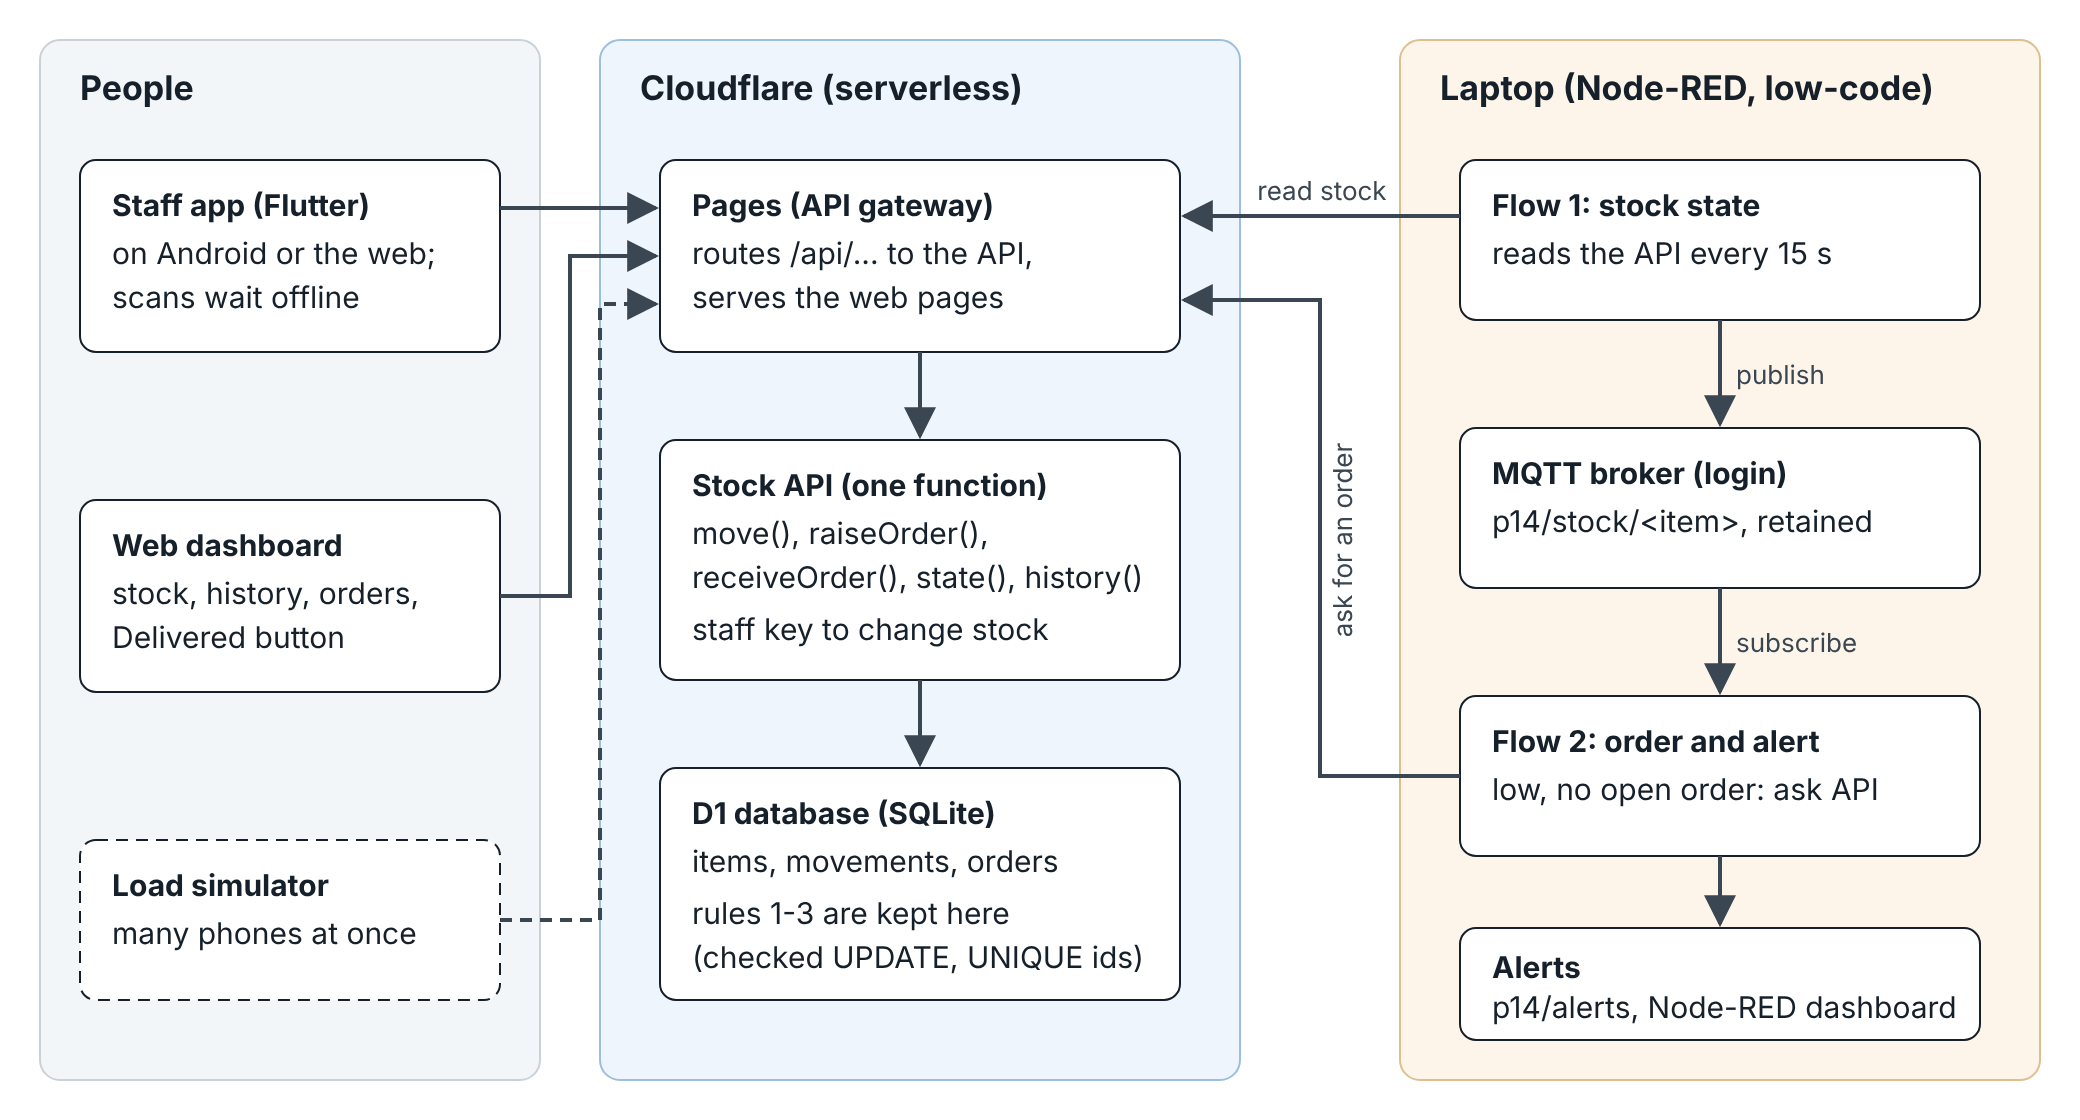 People
Staff app (Flutter)
on Android or the web;
scans wait offline
Web dashboard
stock, history, orders,
Delivered button
Load simulator
many phones at once
Cloudflare (serverless)
Pages (API gateway)
routes /api/... to the API,
serves the web pages
Stock API (one function)
move(), raiseOrder(),
receiveOrder(), state(), history()
staff key to change stock
D1 database (SQLite)
items, movements, orders
rules 1-3 are kept here
(checked UPDATE, UNIQUE ids)
read stock
ask for an order
Laptop (Node-RED, low-code)
Flow 1: stock state
reads the API every 15 s
publish
MQTT broker (login)
p14/stock/<item>, retained
subscribe
Flow 2: order and alert
low, no open order: ask API
Alerts
p14/alerts, Node-RED dashboard